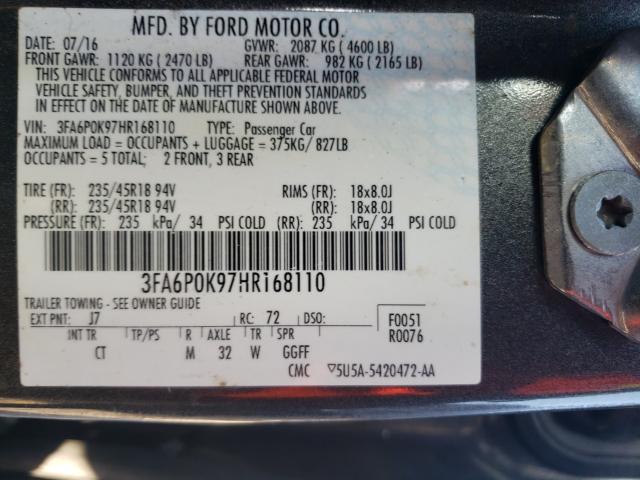 MFD. BY FORD MOTOR CO.
DATE: 07/16 GVWR: 2087 KG ( 4600 LB)
FRONT GAWR: 1120 KG ( 2470 LB) REAR GAWR: 982 KG ( 2165 LB)
THIS VEHICLE CONFORMS TO ALL APPLICABLE FEDERAL MOTOR
VEHICLE SAFETY, BUMPER, AND THEFT PREVENTION STANDARDS
IN EFFECT ON THE DATE OF MANUFACTURE SHOWN ABOVE.
VIN: 3FA6P0K97HR168110 TYPE: Passenger Car
MAXIMUM LOAD = OCCUPANTS + LUGGAGE = 375KG/ 827LB
OCCUPANTS = 5 TOTAL; 2 FRONT, 3 REAR
TIRE (FR): 235/45R18 94V RIMS (FR): 18x8.0J
(RR): 235/45R18 94V (RR): 18x8.0J
PRESSURE (FR): 235 kPa/ 34 PSI COLD (RR): 235 kPa/ 34 PSI COLD
3FA6P0K97HR168110
TRAILER TOWING - SEE OWNER GUIDE
EXT PNT: J7 RC: 72 DSO: F0051
INT TR TP/PS R AXLE TR SPR R0076
CT M 32 W GGFF
CMC ▽5U5A-5420472-AA